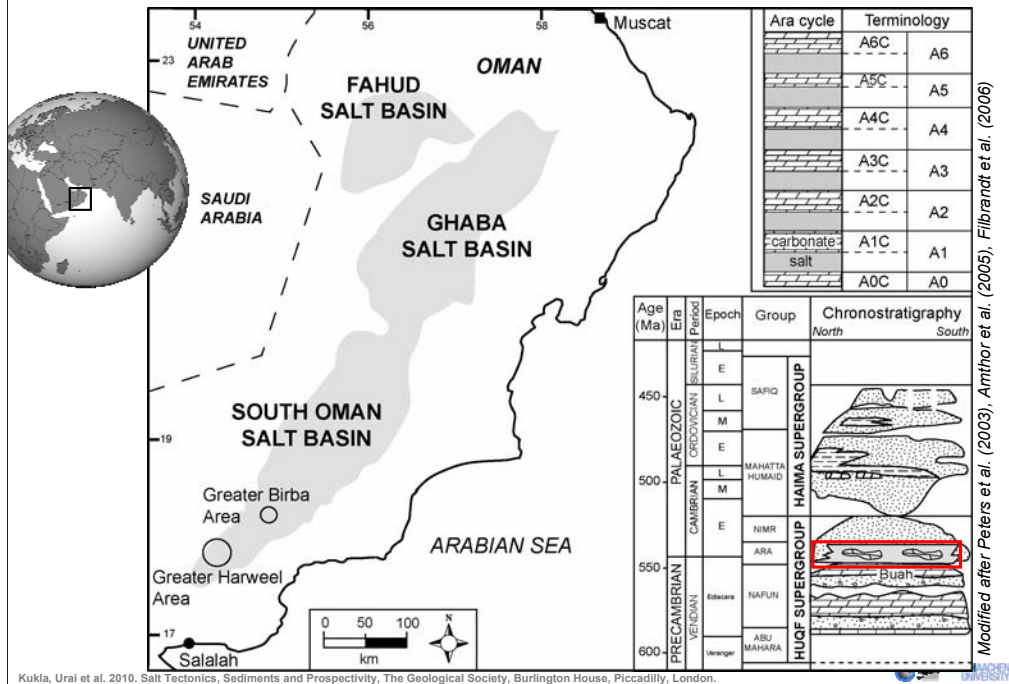 54
56
58
Muscat
UNITED
ARAB
EMIRATES
23
OMAN
FAHUD
SALT BASIN
SAUDI
ARABIA
GHABA
SALT BASIN
19
SOUTH OMAN
SALT BASIN
Greater Birba
Area
Greater Harweel
Area
ARABIAN SEA
17
Salalah
0 50 100
km
N
Ara cycle Terminology
A6C A6
A5C A5
A4C A4
A3C A3
A2C A2
carbonate A1C A1
salt
A0C A0
Age
(Ma)
Era
Period
Epoch
Group
Chronostratigraphy
North South
450
500
550
600
PALAEOZOIC
PRECAMBRIAN
SILURIAN
ORDOVICIAN
CAMBRIAN
VENDIAN
L
E
L
M
E
L
M
E
Ediacara
Veranger
SAFIQ
MAHATTA
HUMAID
NIMR
ARA
NAFUN
ABU
MAHARA
HAIMA SUPERGROUP
HUQF SUPERGROUP
Buah
Modified after Peters et al. (2003), Amthor et al. (2005), Filbrandt et al. (2006)
Kukla, Urai et al. 2010. Salt Tectonics, Sediments and Prospectivity, The Geological Society, Burlington House, Piccadilly, London.
UNIVERSITY